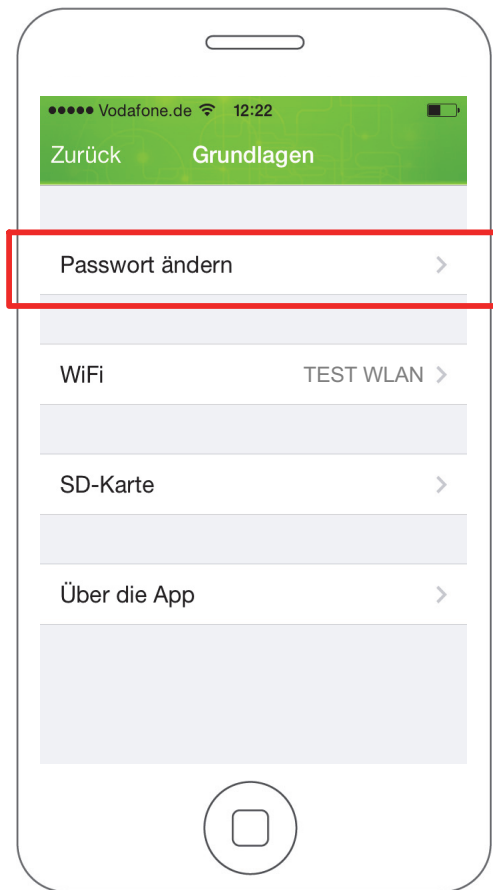 Vodafone.de 12:22
Zurück Grundlagen
Passwort ändern
WiFi TEST WLAN
SD-Karte
Über die App